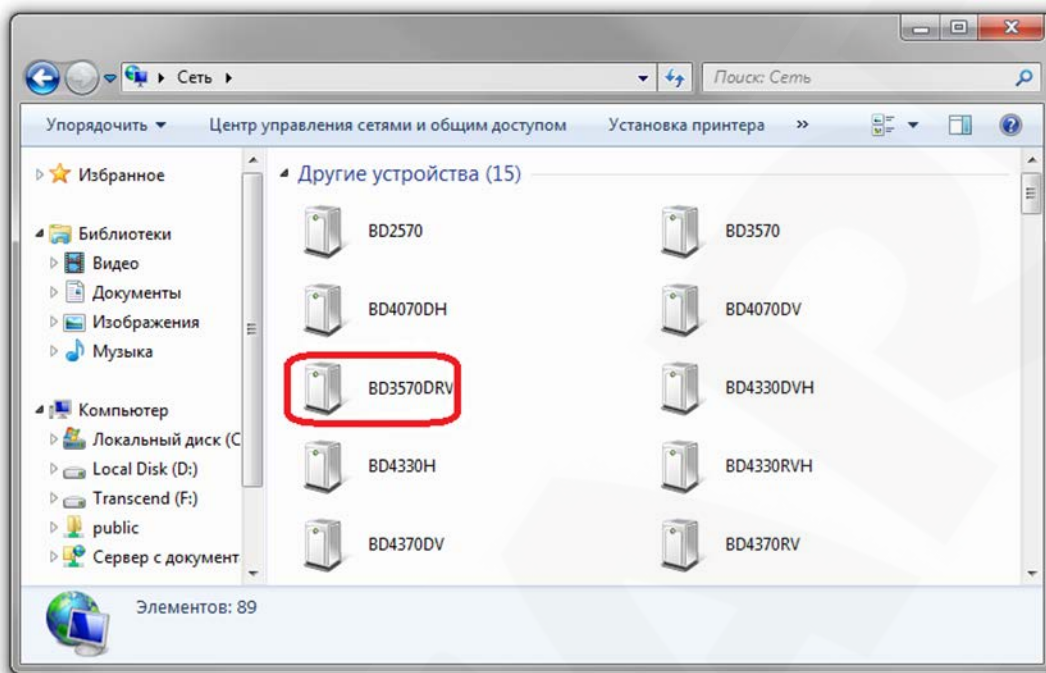 Сеть
Поиск: Сеть
Упорядочить Центр управления сетями и общим доступом Установка принтера »
Избранное
Библиотеки
Видео
Документы
Изображения
Музыка
Компьютер
Локальный диск (C
Local Disk (D:)
Transcend (F:)
public
Сервер с документ
Другие устройства (15)
BD2570 BD3570
BD4070DH BD4070DV
BD3570DRV BD4330DVH
BD4330H BD4330RVH
BD4370DV BD4370RV
Элементов: 89